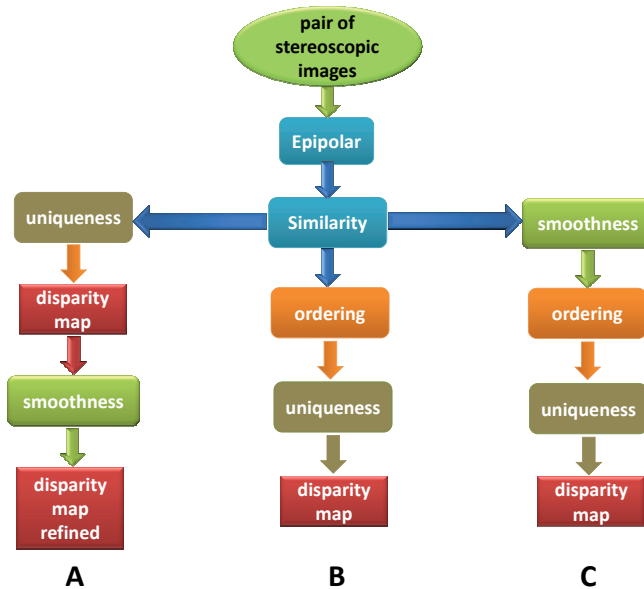 pair of
stereoscopic
images
Epipolar
Similarity
uniqueness
disparity
map
smoothness
disparity
map
refined
A
ordering
uniqueness
disparity
map
B
smoothness
ordering
uniqueness
disparity
map
C